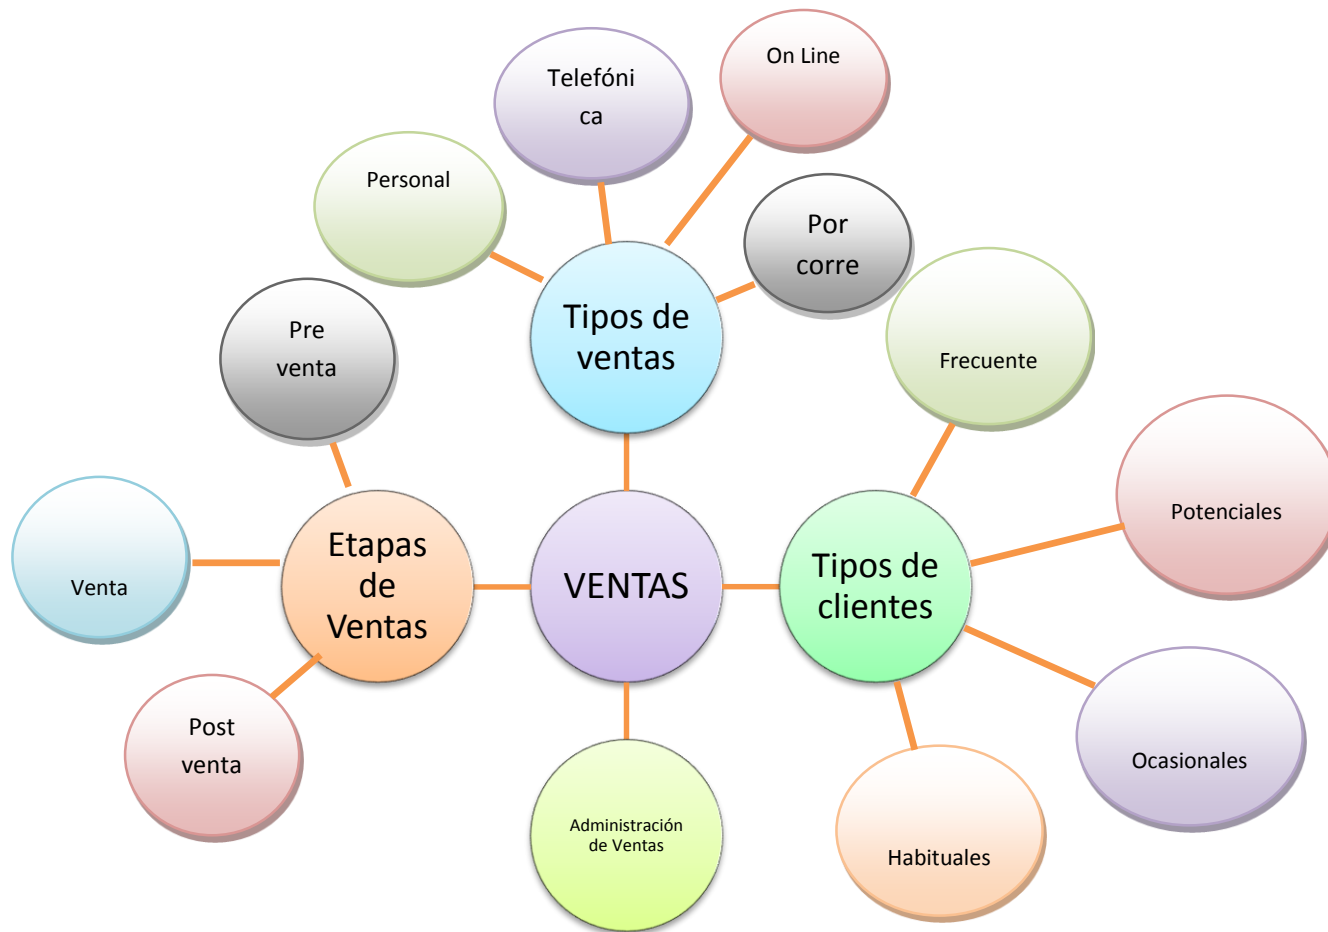 On Line
Telefóni
ca
Personal
Por
corre
Tipos de
ventas
Pre
venta
Frecuente
Potenciales
Etapas
de
Ventas
VENTAS
Tipos de
clientes
Venta
Post
venta
Ocasionales
Administración
de Ventas
Habituales